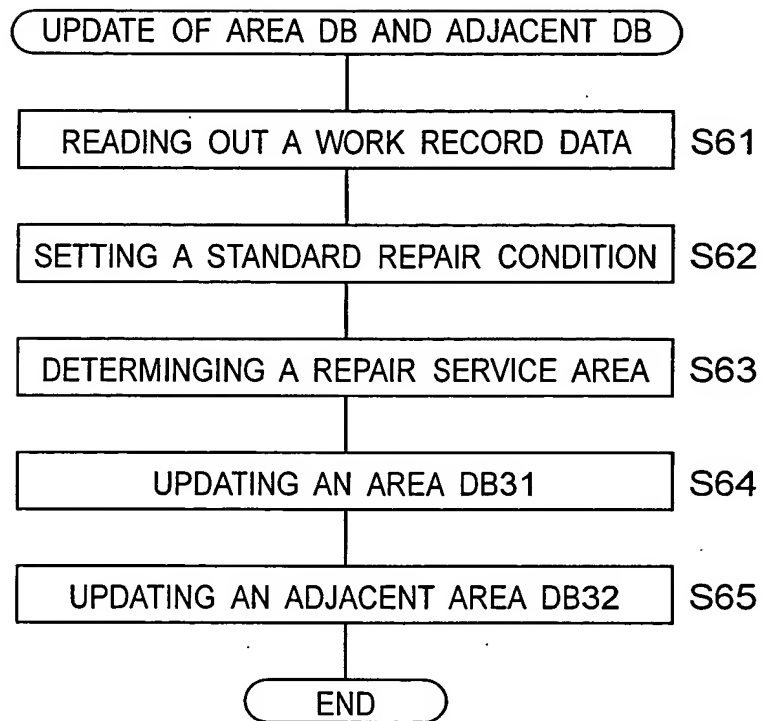 UPDATE OF AREA DB AND ADJACENT DB
READING OUT A WORK RECORD DATA S61
SETTING A STANDARD REPAIR CONDITION S62
DETERMINGING A REPAIR SERVICE AREA S63
UPDATING AN AREA DB31 S64
UPDATING AN ADJACENT AREA DB32 S65
END